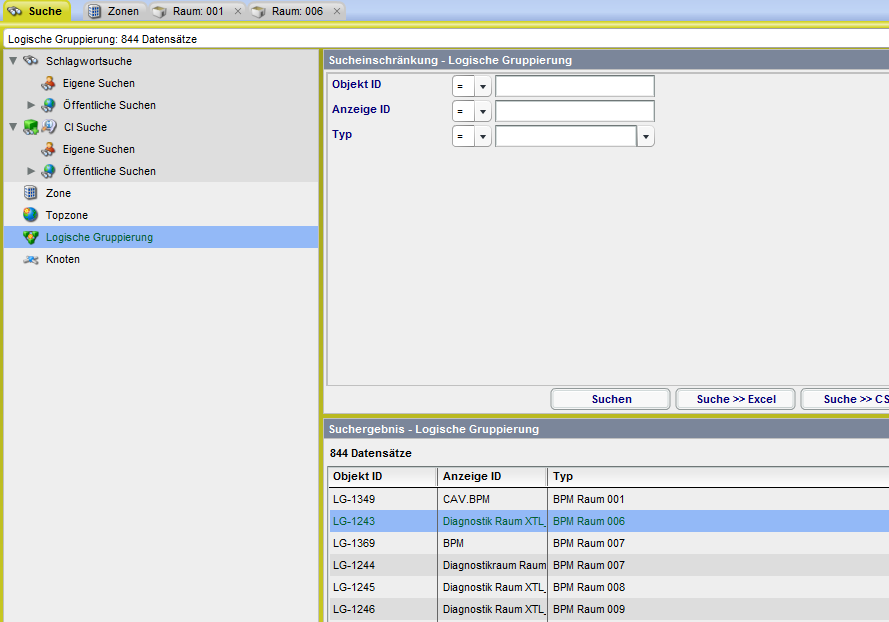 Suche Zonen Raum: 001 × Raum: 006 ×
Logische Gruppierung: 844 Datensätze
Schlagwortsuche
Eigene Suchen
Öffentliche Suchen
CI Suche
Eigene Suchen
Öffentliche Suchen
Zone
Topzone
Logische Gruppierung
Knoten
Sucheinschränkung - Logische Gruppierung
Objekt ID =
Anzeige ID =
Typ =
Suchen Suche >> Excel Suche >> CS
Suchergebnis - Logische Gruppierung
844 Datensätze
Objekt ID Anzeige ID Typ
LG-1349 CAV.BPM BPM Raum 001
LG-1243 Diagnostik Raum XTL_ BPM Raum 006
LG-1369 BPM BPM Raum 007
LG-1244 Diagnostikraum Raum BPM Raum 007
LG-1245 Diagnostik Raum XTL_ BPM Raum 008
LG-1246 Diagnostik Raum XTL_ BPM Raum 009